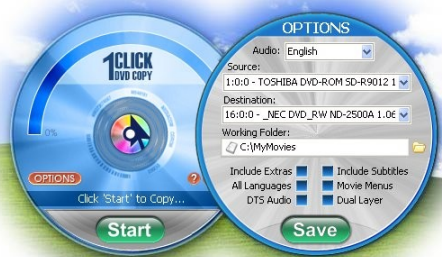 1CLICK
DVD COPY
0%
OPTIONS
?
Click 'Start' to Copy...
Start
OPTIONS
Audio: English
Source:
1:0:0 - TOSHIBA DVD-ROM SD-R9012 1
Destination:
16:0:0 - _NEC DVD_RW ND-2500A 1.06
Working Folder:
C:\MyMovies
Include Extras Include Subtitles
All Languages Movie Menus
DTS Audio Dual Layer
Save